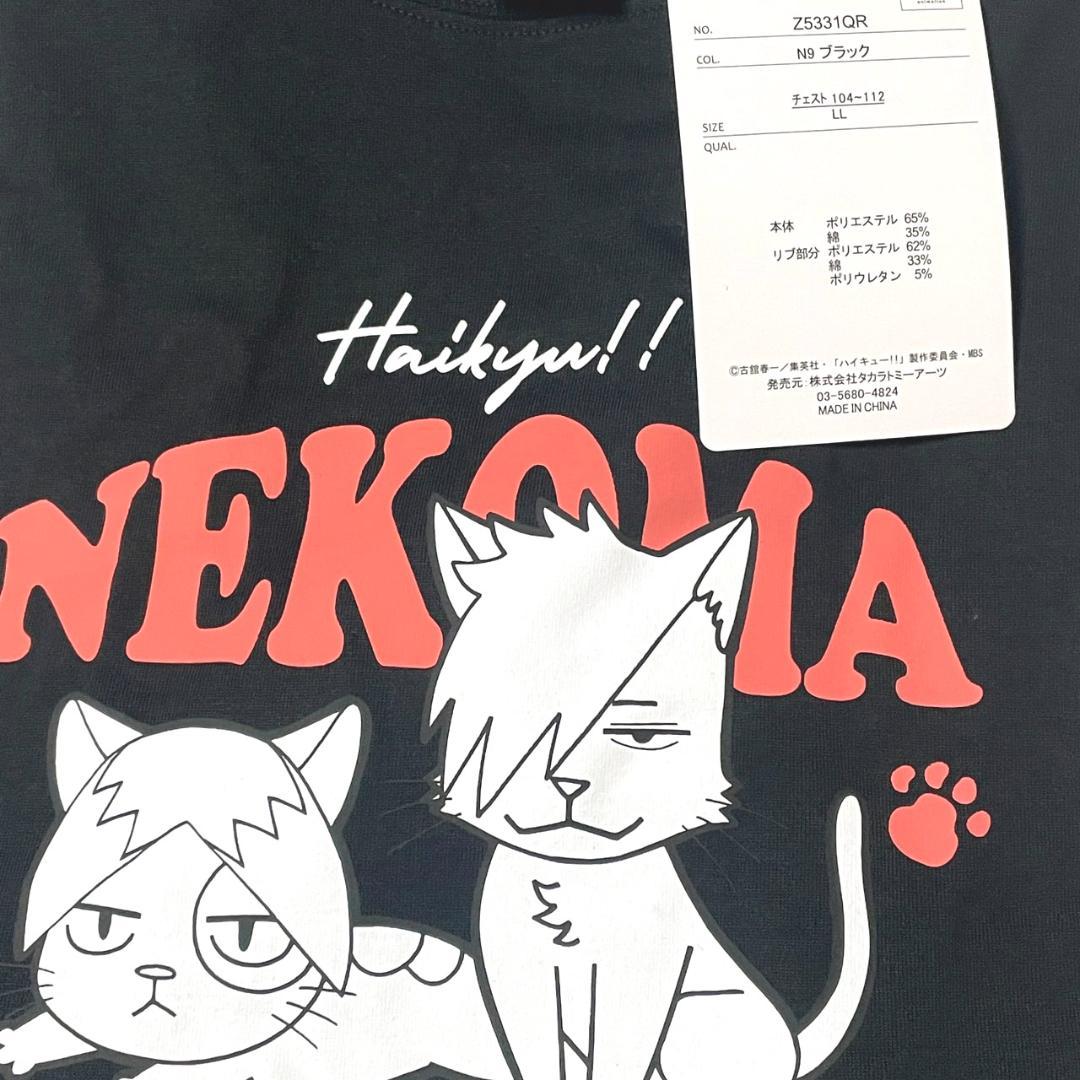 NO. Z5331QR
COL. N9 ブラック
チェスト 104~112
SIZE LL
QUAL.
本体 ポリエステル 65%
綿 35%
リブ部分 ポリエステル 62%
綿 33%
ポリウレタン 5%
©古舘春一／集英社・「ハイキュー!!」製作委員会・MBS
発売元:株式会社タカラトミーアーツ
03-5680-4824
MADE IN CHINA
Haikyu!!
NEKOMA